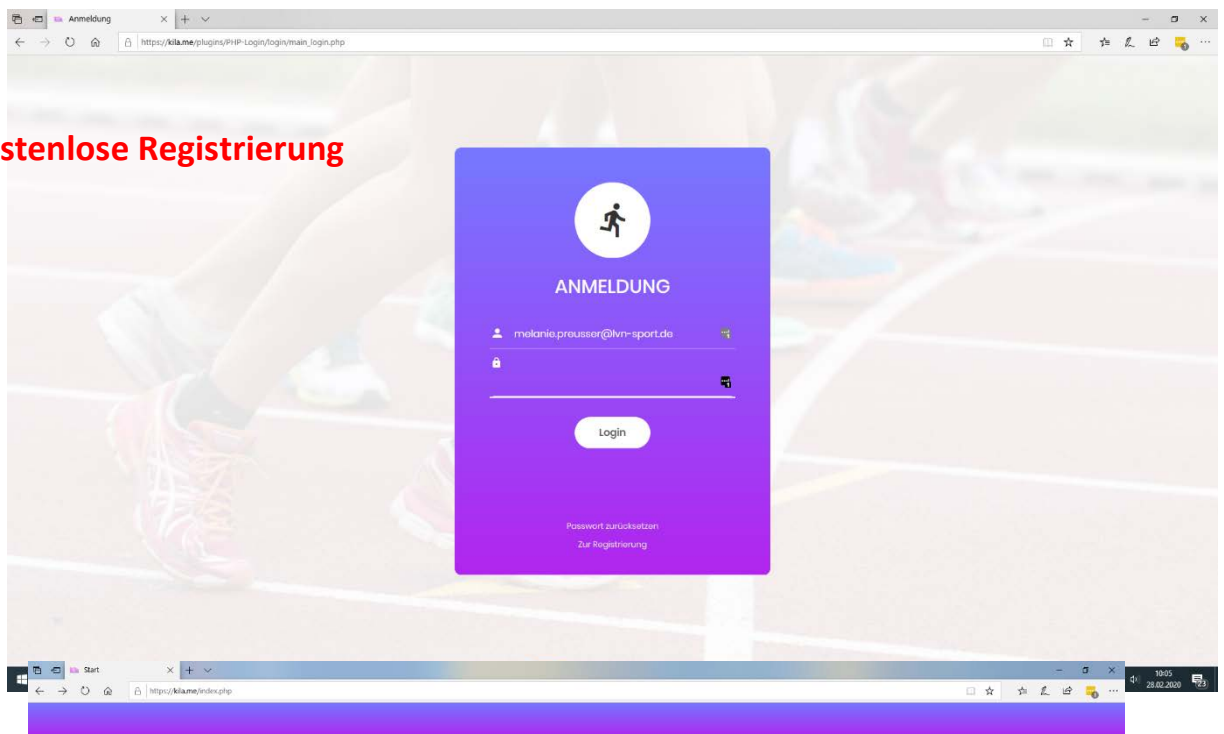 Anmeldung
https://kila.me/plugins/PHP-Login/login/main_login.php
stenlose Registrierung
ANMELDUNG
melanie.preusser@lvn-sport.de
Login
Passwort zurücksetzen
Zur Registrierung
Start
https://kila.me/index.php
10:05
28.02.2020
23